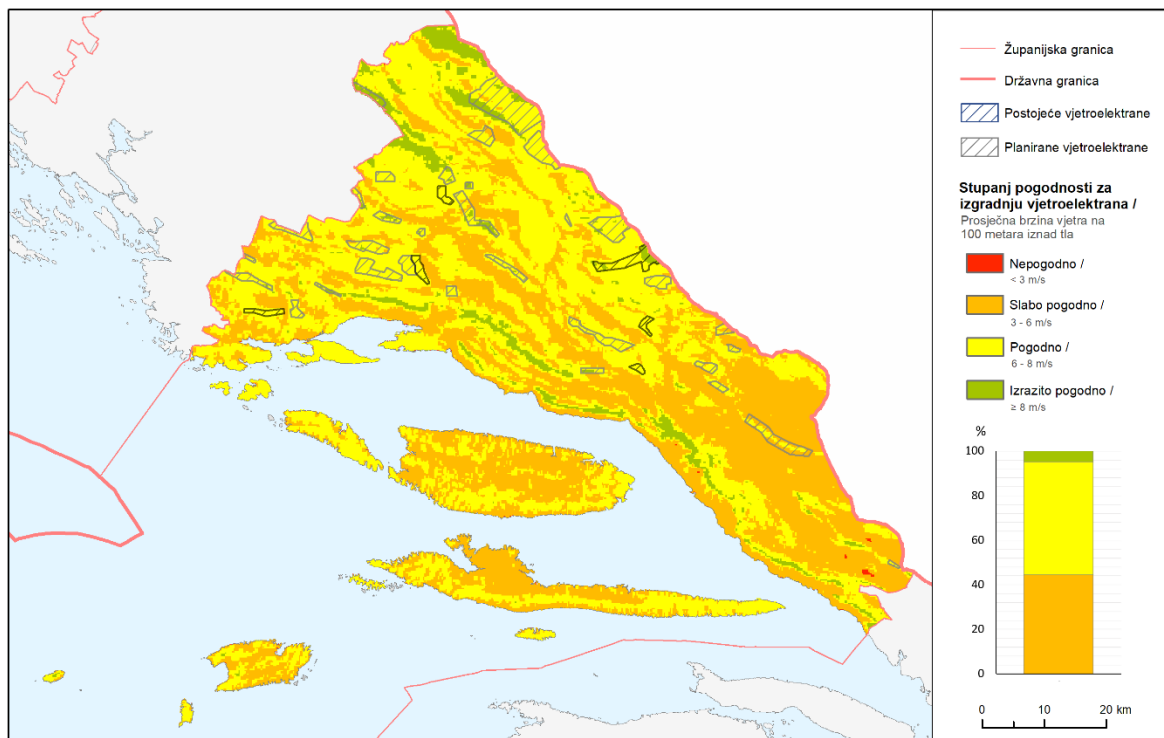 Županijska granica
Državna granica
Postojeće vjetroelektrane
Planirane vjetroelektrane
Stupanj pogodnosti za
izgradnju vjetroelektrana /
Prosječna brzina vjetra na
100 metara iznad tla
Nepogodno /
< 3 m/s
Slabo pogodno /
3 - 6 m/s
Pogodno /
6 - 8 m/s
Izrazito pogodno /
≥ 8 m/s
%
100
80
60
40
20
0
0 10 20 km